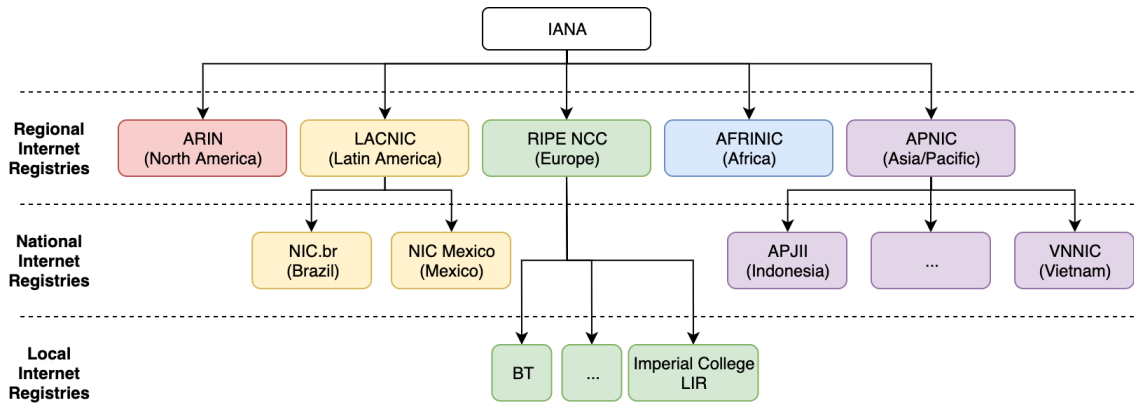 IANA
Regional
Internet
Registries
ARIN
(North America)
LACNIC
(Latin America)
RIPE NCC
(Europe)
AFRINIC
(Africa)
APNIC
(Asia/Pacific)
National
Internet
Registries
NIC.br
(Brazil)
NIC Mexico
(Mexico)
APJII
(Indonesia)
...
VNNIC
(Vietnam)
Local
Internet
Registries
BT
...
Imperial College
LIR